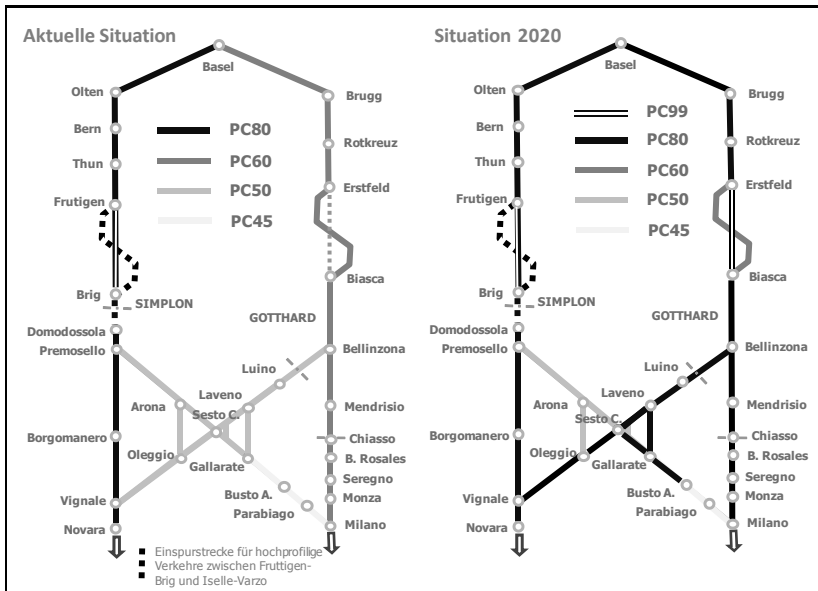 Aktuelle Situation
Basel
Olten
Brugg
Bern
PC80
Rotkreuz
Thun
PC60
Erstfeld
PC50
Frutigen
PC45
Biasca
Brig
SIMPLON
GOTTHARD
Domodossola
Premosello
Bellinzona
Luino
Laveno
Arona
Mendrisio
Sesto C.
Borgomanero
Chiasso
Oleggio
B. Rosales
Gallarate
Seregno
Busto A.
Vignale
Monza
Parabiago
Novara
Milano
Einspurstrecke für hochprofilige
Verkehre zwischen Fruttigen-
Brig und Iselle-Varzo
Situation 2020
Basel
Olten
Brugg
PC99
Bern
PC80
Rotkreuz
Thun
PC60
Erstfeld
PC50
Frutigen
PC45
Biasca
Brig
SIMPLON
GOTTHARD
Domodossola
Premosello
Bellinzona
Luino
Laveno
Arona
Mendrisio
Sesto C.
Borgomanero
Chiasso
Oleggio
B. Rosales
Gallarate
Seregno
Busto A.
Vignale
Monza
Parabiago
Novara
Milano